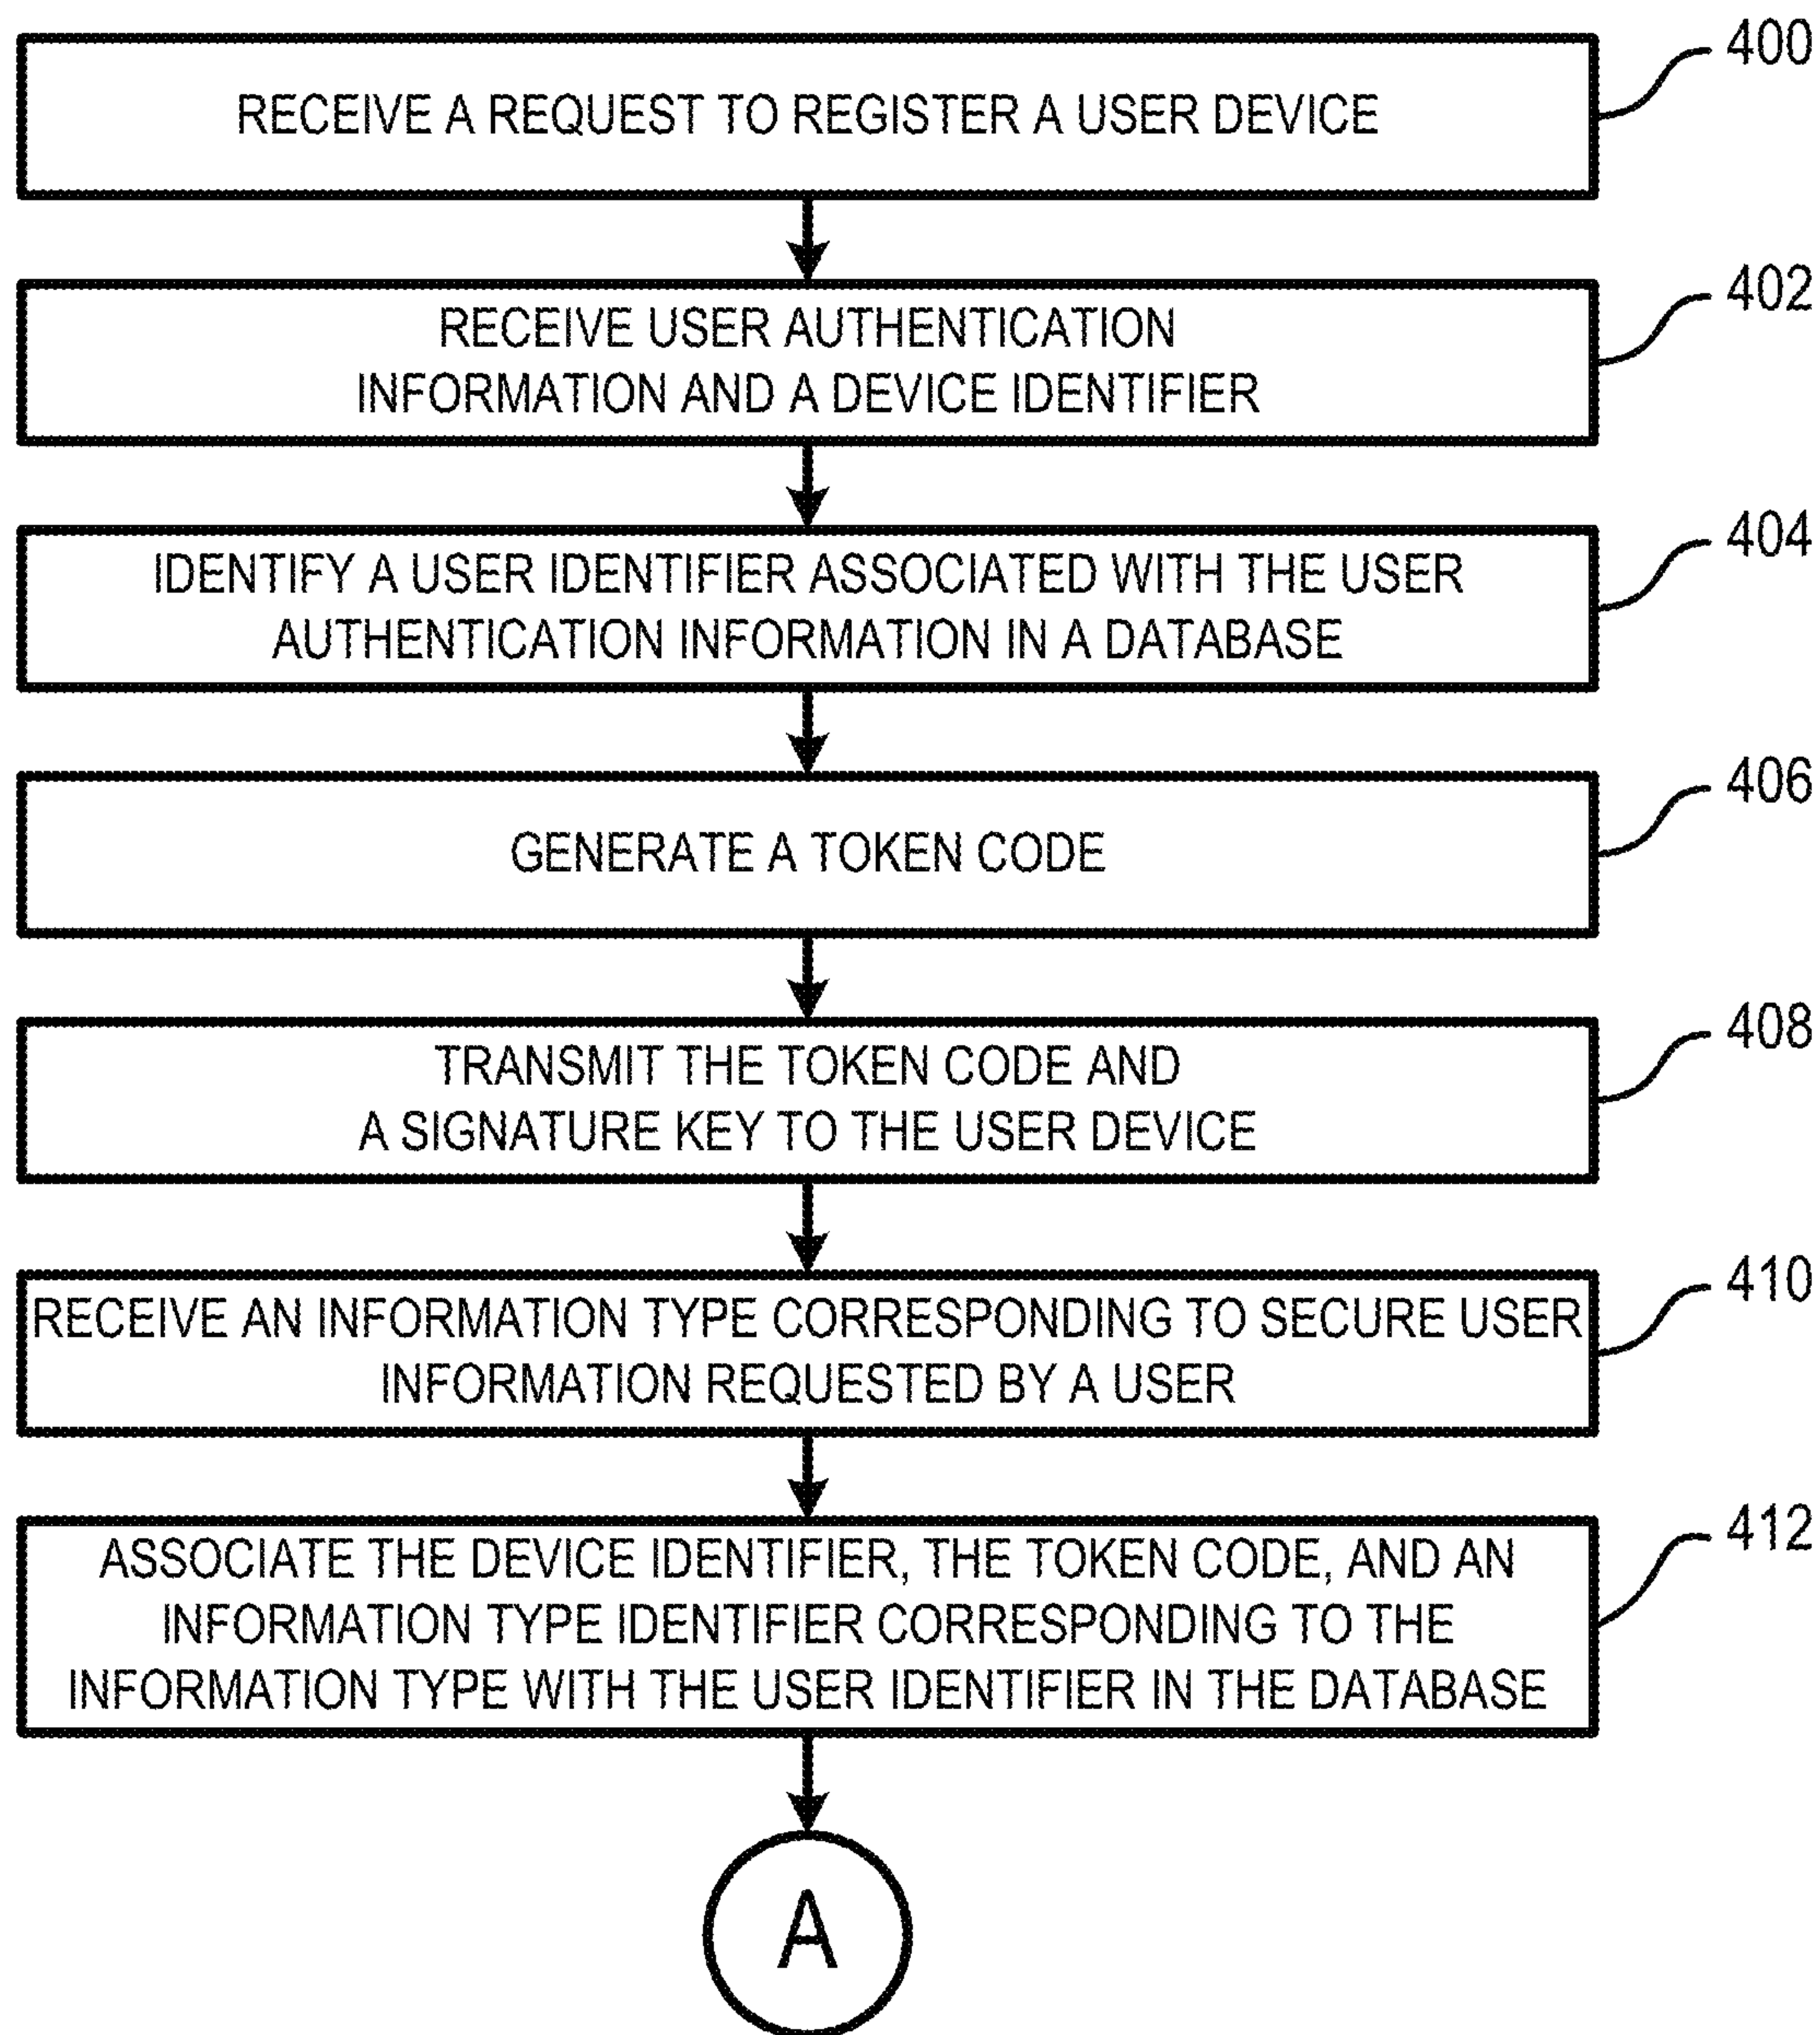 RECEIVE A REQUEST TO REGISTER A USER DEVICE
400
RECEIVE USER AUTHENTICATION
INFORMATION AND A DEVICE IDENTIFIER
402
IDENTIFY A USER IDENTIFIER ASSOCIATED WITH THE USER
AUTHENTICATION INFORMATION IN A DATABASE
404
GENERATE A TOKEN CODE
406
TRANSMIT THE TOKEN CODE AND
A SIGNATURE KEY TO THE USER DEVICE
408
RECEIVE AN INFORMATION TYPE CORRESPONDING TO SECURE USER
INFORMATION REQUESTED BY A USER
410
ASSOCIATE THE DEVICE IDENTIFIER, THE TOKEN CODE, AND AN
INFORMATION TYPE IDENTIFIER CORRESPONDING TO THE
INFORMATION TYPE WITH THE USER IDENTIFIER IN THE DATABASE
412
A